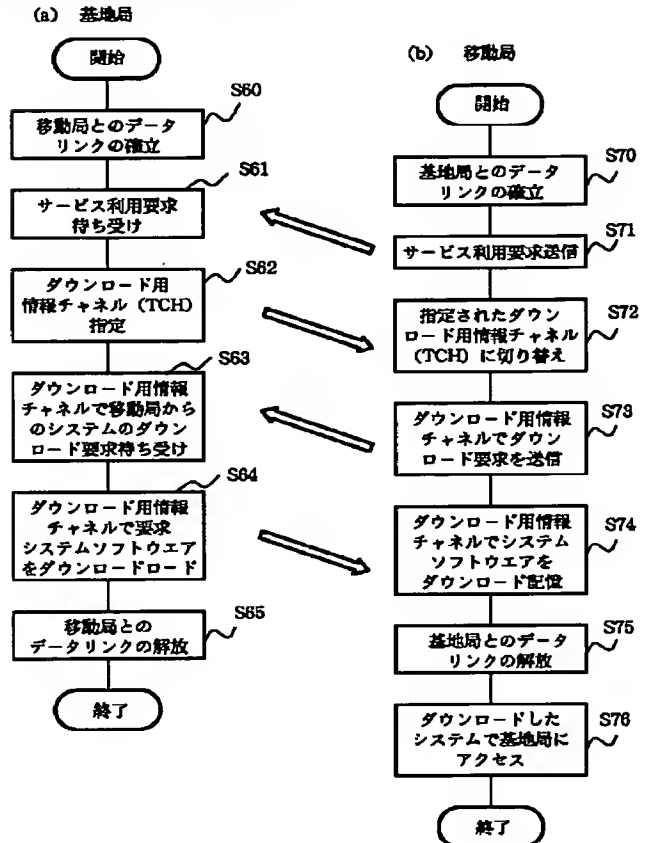 (a) 基地局
開始
S60
移動局とのデータ
リンクの確立
S61
サービス利用要求
待ち受け
S62
ダウンロード用
情報チャネル (TCH)
指定
S63
ダウンロード用情報
チャネルで移動局から
のシステムのダウン
ロード要求待ち受け
S64
ダウンロード用情報
チャネルで要求
システムソフトウエア
をダウンロードロード
S65
移動局との
データリンクの解放
終了
(b) 移動局
開始
S70
基地局とのデータ
リンクの確立
S71
サービス利用要求送信
S72
指定されたダウン
ロード用情報チャネル
(TCH) に切り替え
S73
ダウンロード用情報
チャネルでダウン
ロード要求を送信
S74
ダウンロード用情報
チャネルでシステム
ソフトウエアを
ダウンロード記憶
S75
基地局とのデータ
リンクの解放
S76
ダウンロードした
システムで基地局に
アクセス
終了